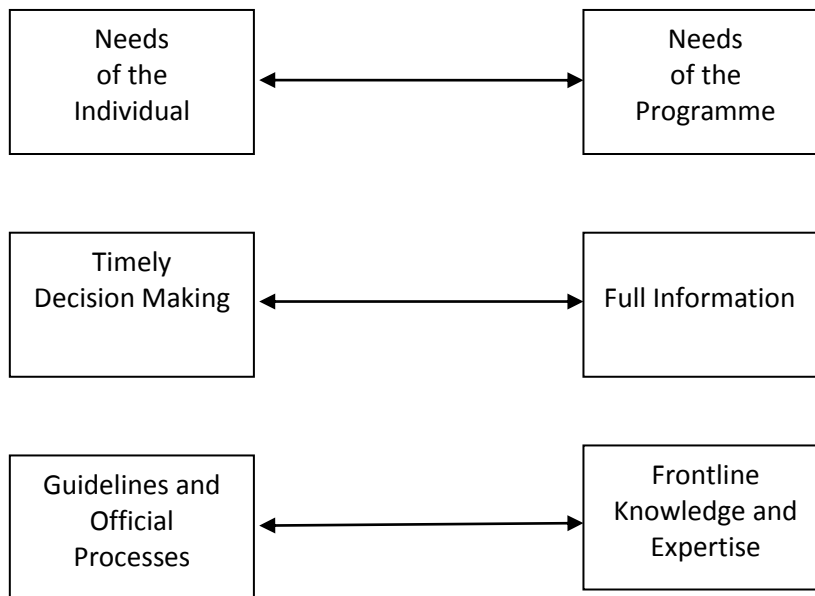 Needs
of the
Individual
Needs
of the
Programme
Timely
Decision Making
Full Information
Guidelines and
Official
Processes
Frontline
Knowledge and
Expertise